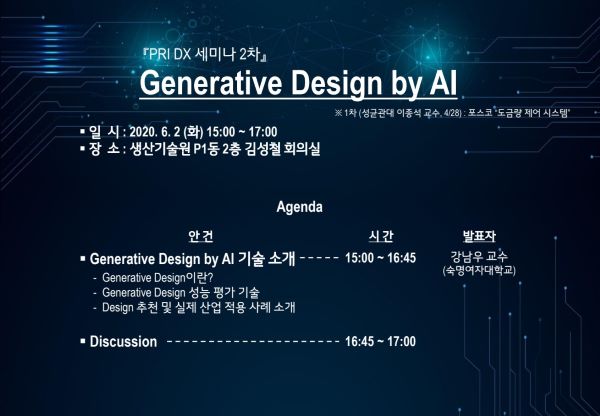 『PRI DX 세미나 2차』
Generative Design by AI
※ 1차 (성균관대 이종석 교수, 4/28) : 포스코 "도금량 제어 시스템"
▪ 일 시 : 2020. 6. 2 (화) 15:00 ~ 17:00
▪ 장 소 : 생산기술원 P1동 2층 김성철 회의실
Agenda
안 건 시 간 발표자
▪ Generative Design by AI 기술 소개 ----- 15:00 ~ 16:45 강남우 교수
(숙명여자대학교)
- Generative Design이란?
- Generative Design 성능 평가 기술
- Design 추천 및 실제 산업 적용 사례 소개
▪ Discussion ------------------ 16:45 ~ 17:00